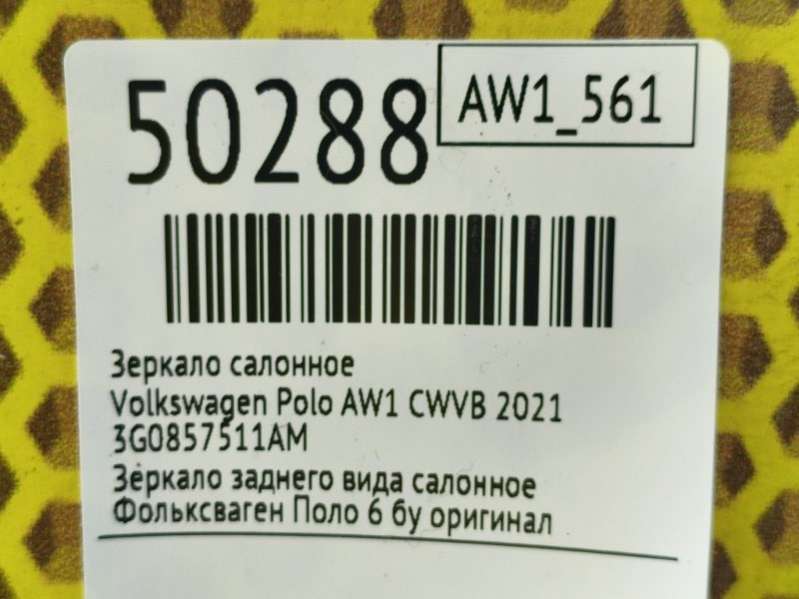 50288
AW1_561
Зеркало салонное
Volkswagen Polo AW1 CWVB 2021
3G0857511AM
Зеркало заднего вида салонное
Фольксваген Поло 6 бу оригинал